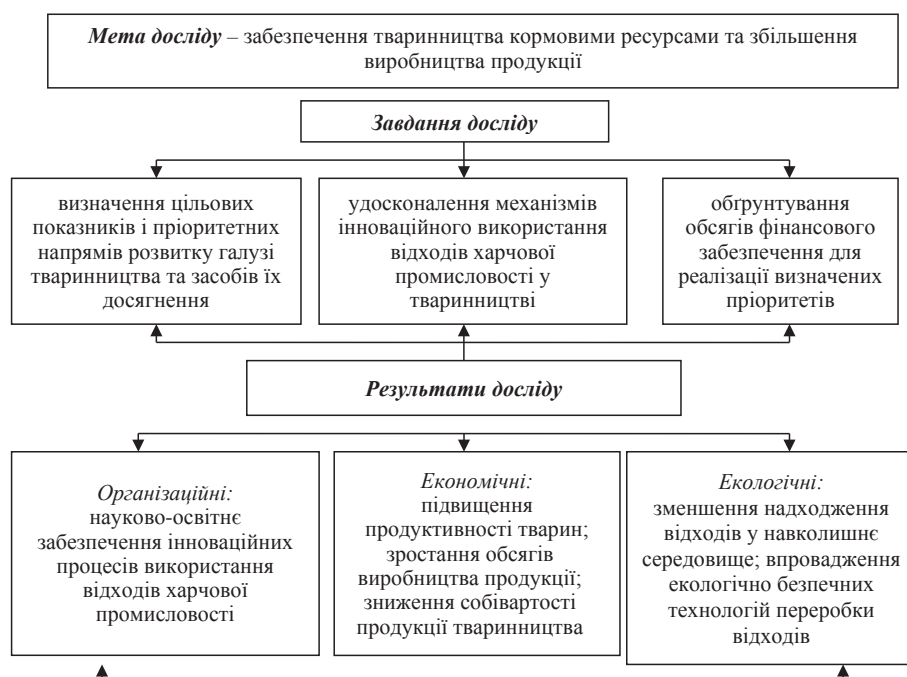 Мета досліду – забезпечення тваринництва кормовими ресурсами та збільшення
виробництва продукції
Завдання досліду
визначення цільових
показників і пріоритетних
напрямів розвитку галузі
тваринництва та засобів їх
досягнення
удосконалення механізмів
інноваційного використання
відходів харчової
промисловості у
тваринництві
обґрунтування
обсягів фінансового
забезпечення для
реалізації визначених
пріоритетів
Результати досліду
Організаційні:
науково-освітнє
забезпечення інноваційних
процесів використання
відходів харчової
промисловості
Економічні:
підвищення
продуктивності тварин;
зростання обсягів
виробництва продукції;
зниження собівартості
продукції тваринництва
Екологічні:
зменшення надходження
відходів у навколишнє
середовище; впровадження
екологічно безпечних
технологій переробки
відходів